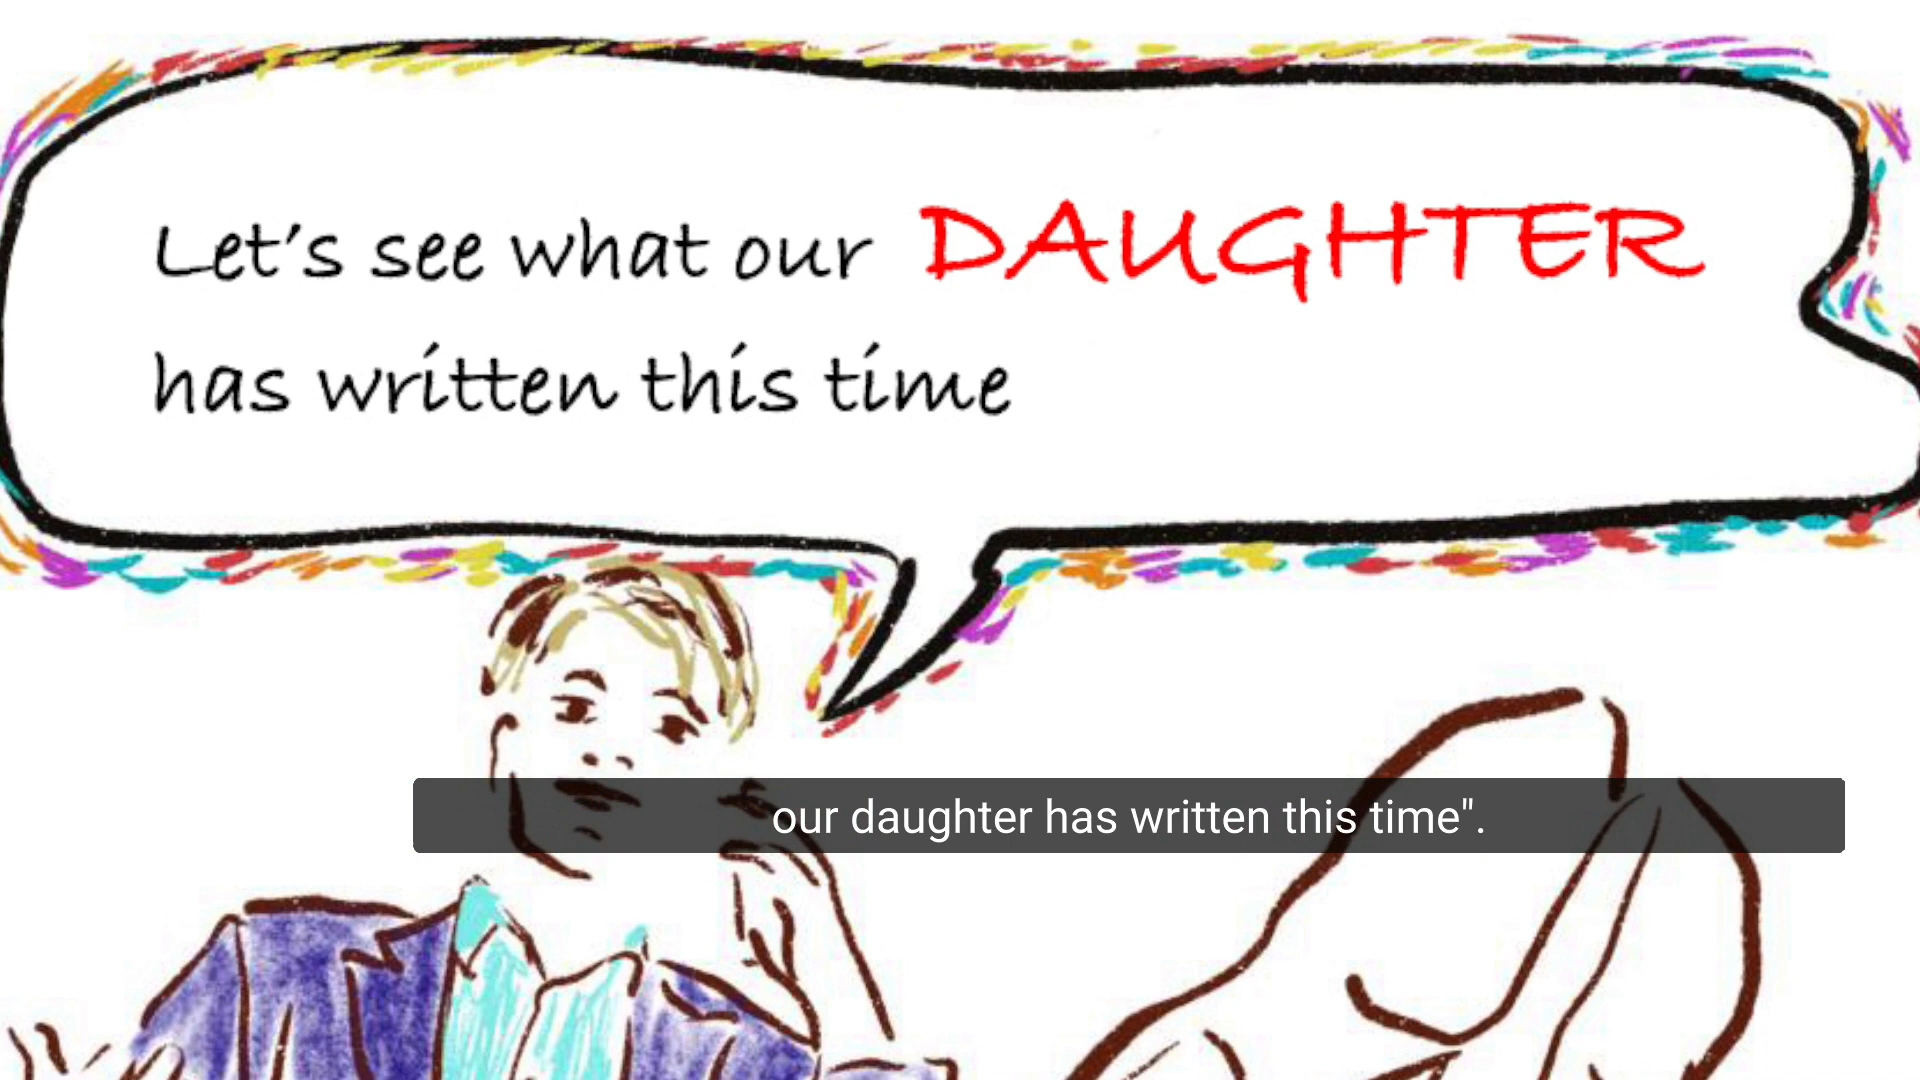 Let's see what our DAUGHTER
has written this time
our daughter has written this time".